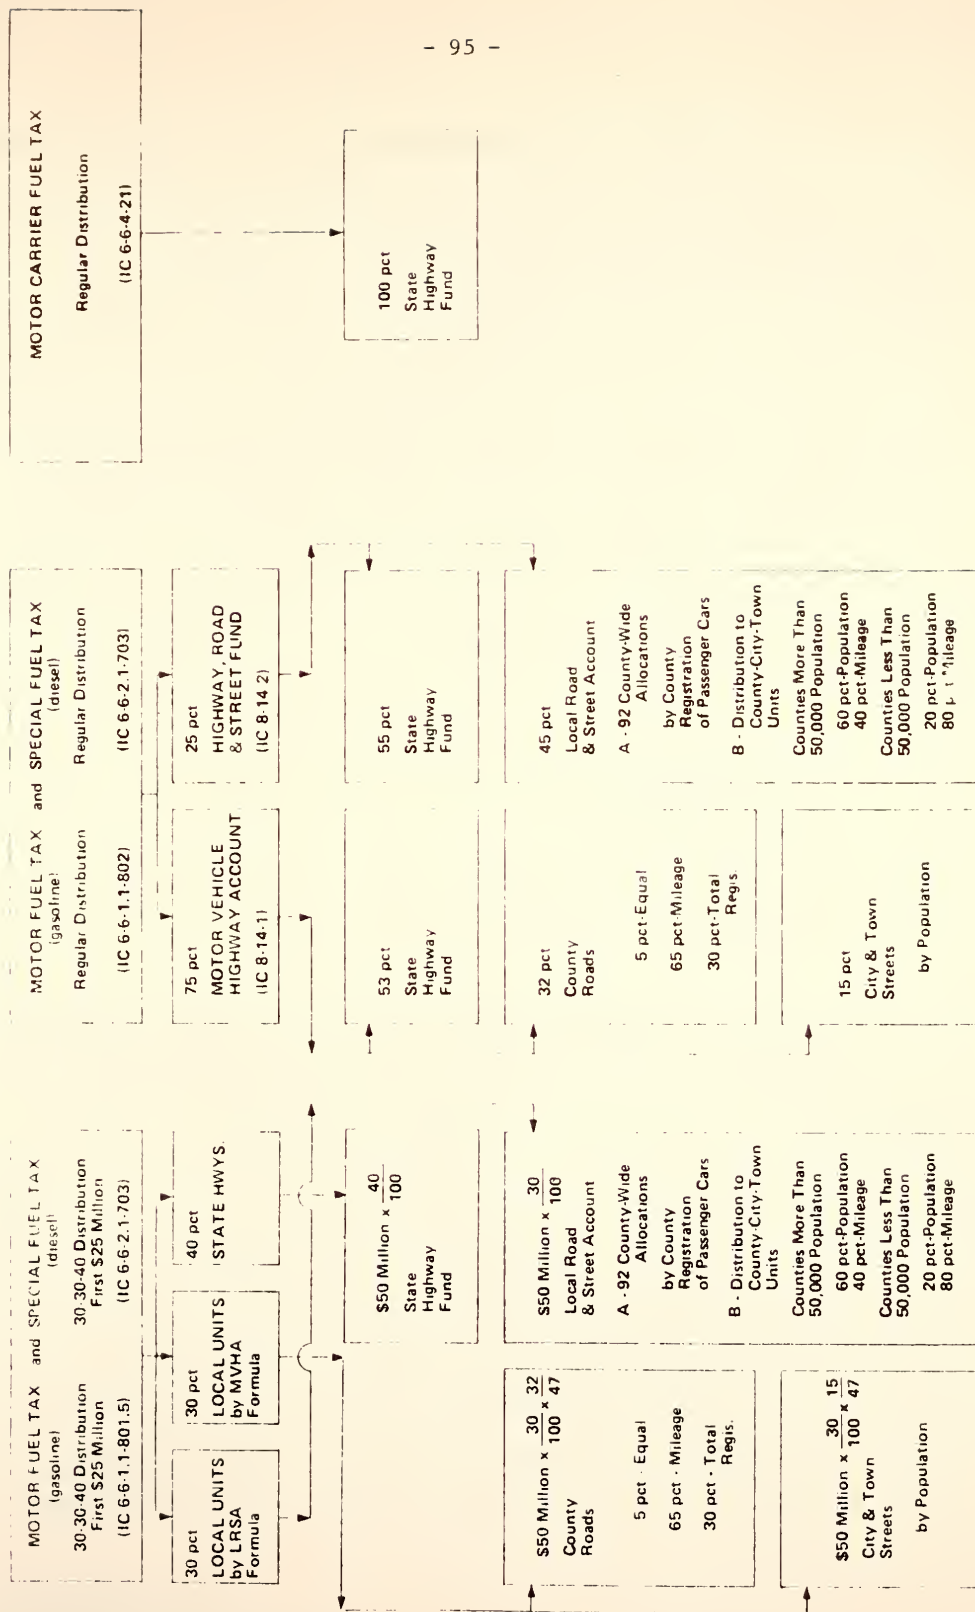 - 95 -
MOTOR FUEL TAX and SPECIAL FUEL TAX
(gasoline) (diesel)
30-30-40 Distribution 30-30-40 Distribution
First $25 Million First $25 Million
(IC 6-6-1.1-801.5) (IC 6-6-2.1-703)
30 pct
LOCAL UNITS
by LRSA
Formula
30 pct
LOCAL UNITS
by MVHA
Formula
40 pct
STATE HWYS.
$50 Million x 40/100
State
Highway
Fund
$50 Million x 30/100 x 32/47
County
Roads
5 pct - Equal
65 pct - Mileage
30 pct - Total
Regis.
$50 Million x 30/100
Local Road
& Street Account
A - 92 County-Wide
Allocations
by County
Registration
of Passenger Cars
B - Distribution to
County-City-Town
Units
Counties More Than
50,000 Population
60 pct-Population
40 pct-Mileage
Counties Less Than
50,000 Population
20 pct-Population
80 pct-Mileage
$50 Million x 30/100 x 15/47
City & Town
Streets
by Population
MOTOR FUEL TAX and SPECIAL FUEL TAX
(gasoline) (diesel)
Regular Distribution Regular Distribution
(IC 6-6-1.1-802) (IC 6-6-2.1-703)
75 pct
MOTOR VEHICLE
HIGHWAY ACCOUNT
(IC 8-14-1)
25 pct
HIGHWAY, ROAD
& STREET FUND
(IC 8-14 2)
53 pct
State
Highway
Fund
55 pct
State
Highway
Fund
32 pct
County
Roads
5 pct-Equal
65 pct-Mileage
30 pct-Total
Regis.
45 pct
Local Road
& Street Account
A - 92 County-Wide
Allocations
by County
Registration
of Passenger Cars
B - Distribution to
County-City-Town
Units
Counties More Than
50,000 Population
60 pct-Population
40 pct-Mileage
Counties Less Than
50,000 Population
20 pct-Population
80 Mileage
15 pct
City & Town
Streets
by Population
MOTOR CARRIER FUEL TAX
Regular Distribution
(IC 6-6-4-21)
100 pct
State
Highway
Fund